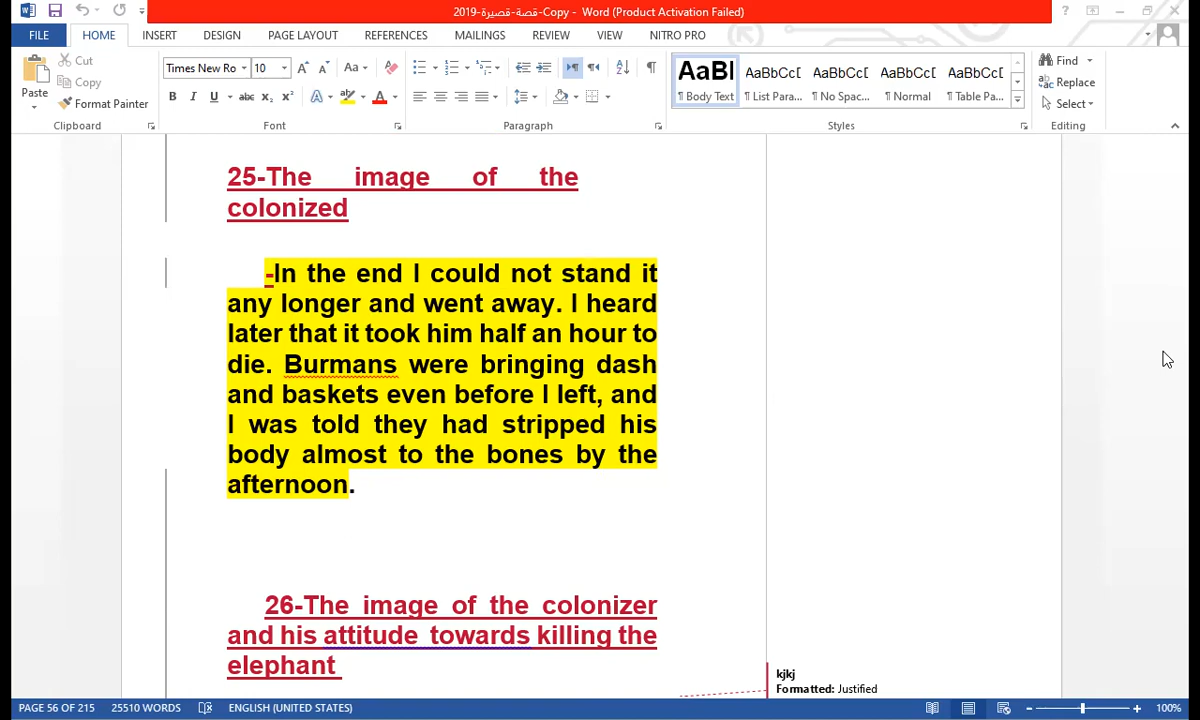 2019-قصة-قصيرة-Copy - Word (Product Activation Failed)
FILE HOME INSERT DESIGN PAGE LAYOUT REFERENCES MAILINGS REVIEW VIEW NITRO PRO
Paste
Cut
Copy
Format Painter
Clipboard
Times New Ro 10
Font
Paragraph
AaBl AaBbCcD AaBbCcD AaBbCcD AaBbCcD
¶ Body Text ¶ List Para... ¶ No Spac... ¶ Normal ¶ Table Pa...
Styles
Find
Replace
Select
Editing
25-The image of the
colonized
-In the end I could not stand it
any longer and went away. I heard
later that it took him half an hour to
die. Burmans were bringing dash
and baskets even before I left, and
I was told they had stripped his
body almost to the bones by the
afternoon.
26-The image of the colonizer
and his attitude towards killing the
elephant
kjkj
Formatted: Justified
PAGE 56 OF 215 25510 WORDS ENGLISH (UNITED STATES) 100%